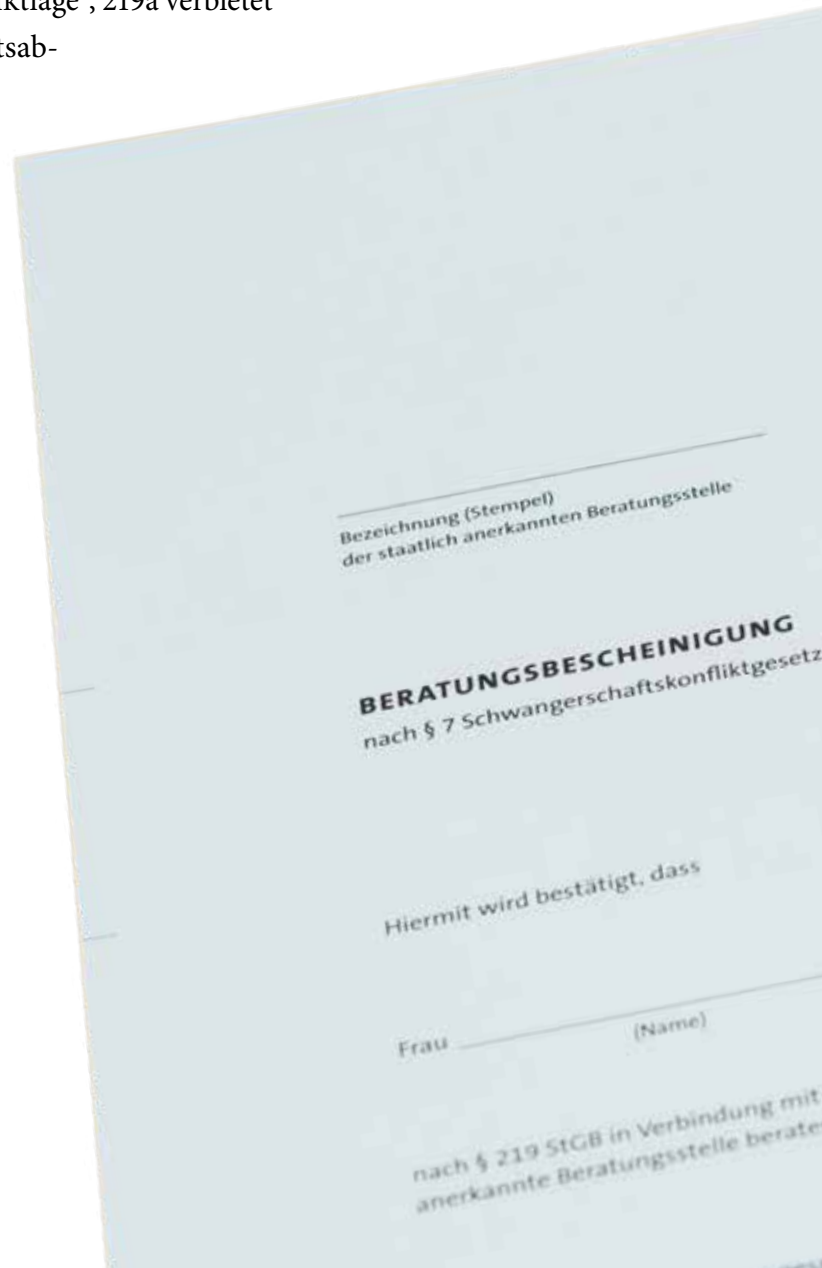 ktlage“, 219a verbietet
tsab-
Bezeichnung (Stempel)
der staatlich anerkannten Beratungsstelle
BERATUNGSBESCHEINIGUNG
nach § 7 Schwangerschaftskonfliktgesetz
Hiermit wird bestätigt, dass
Frau
(Name)
nach § 219 StGB in Verbindung mit
anerkannte Beratungsstelle berate